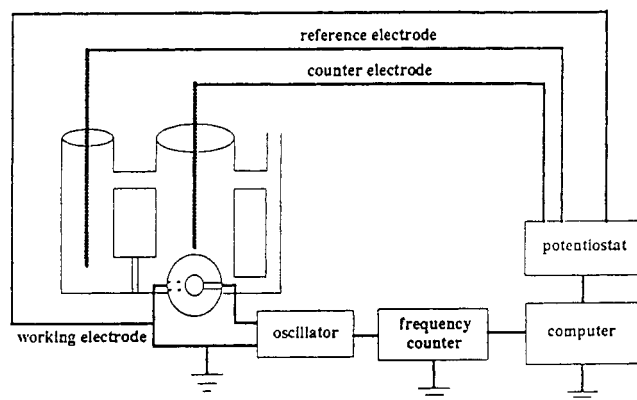 reference electrode
counter electrode
potentiostat
working electrode
oscillator
frequency
counter
computer